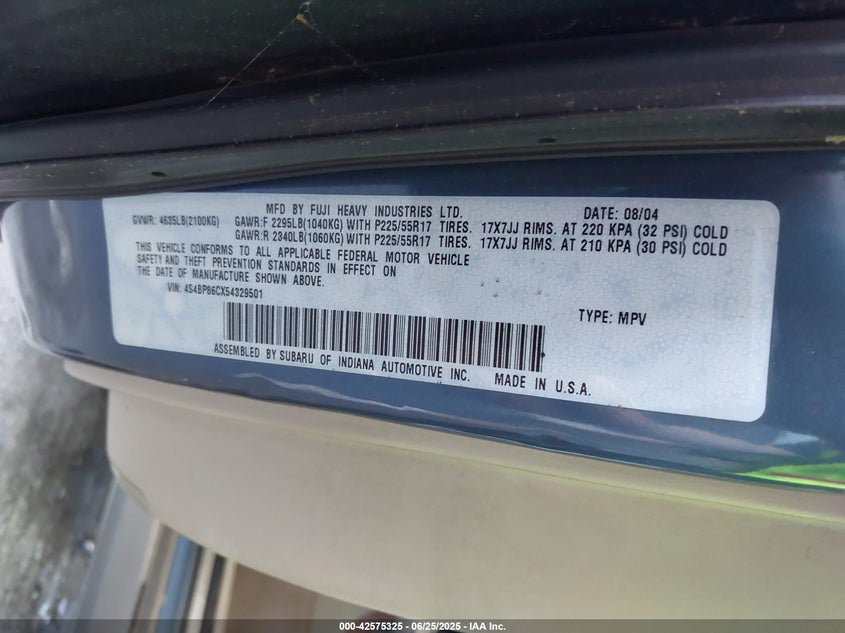 MFD BY FUJI HEAVY INDUSTRIES LTD. DATE: 08/04
GVWR: 4635LB(2100KG) GAWR:F 2295LB(1040KG) WITH P225/55R17 TIRES. 17X7JJ RIMS. AT 220 KPA (32 PSI) COLD
GAWR:R 2340LB(1060KG) WITH P225/55R17 TIRES. 17X7JJ RIMS. AT 210 KPA (30 PSI) COLD
THIS VEHICLE CONFORMS TO ALL APPLICABLE FEDERAL MOTOR VEHICLE
SAFETY AND THEFT PREVENTION STANDARDS IN EFFECT ON
THE DATE OF MANUFACTURE SHOWN ABOVE.
VIN: 4S4BP86CX54329501 TYPE: MPV
ASSEMBLED BY SUBARU OF INDIANA AUTOMOTIVE INC. MADE IN U.S.A.
000-42575325 - 06/25/2025 - IAA Inc.